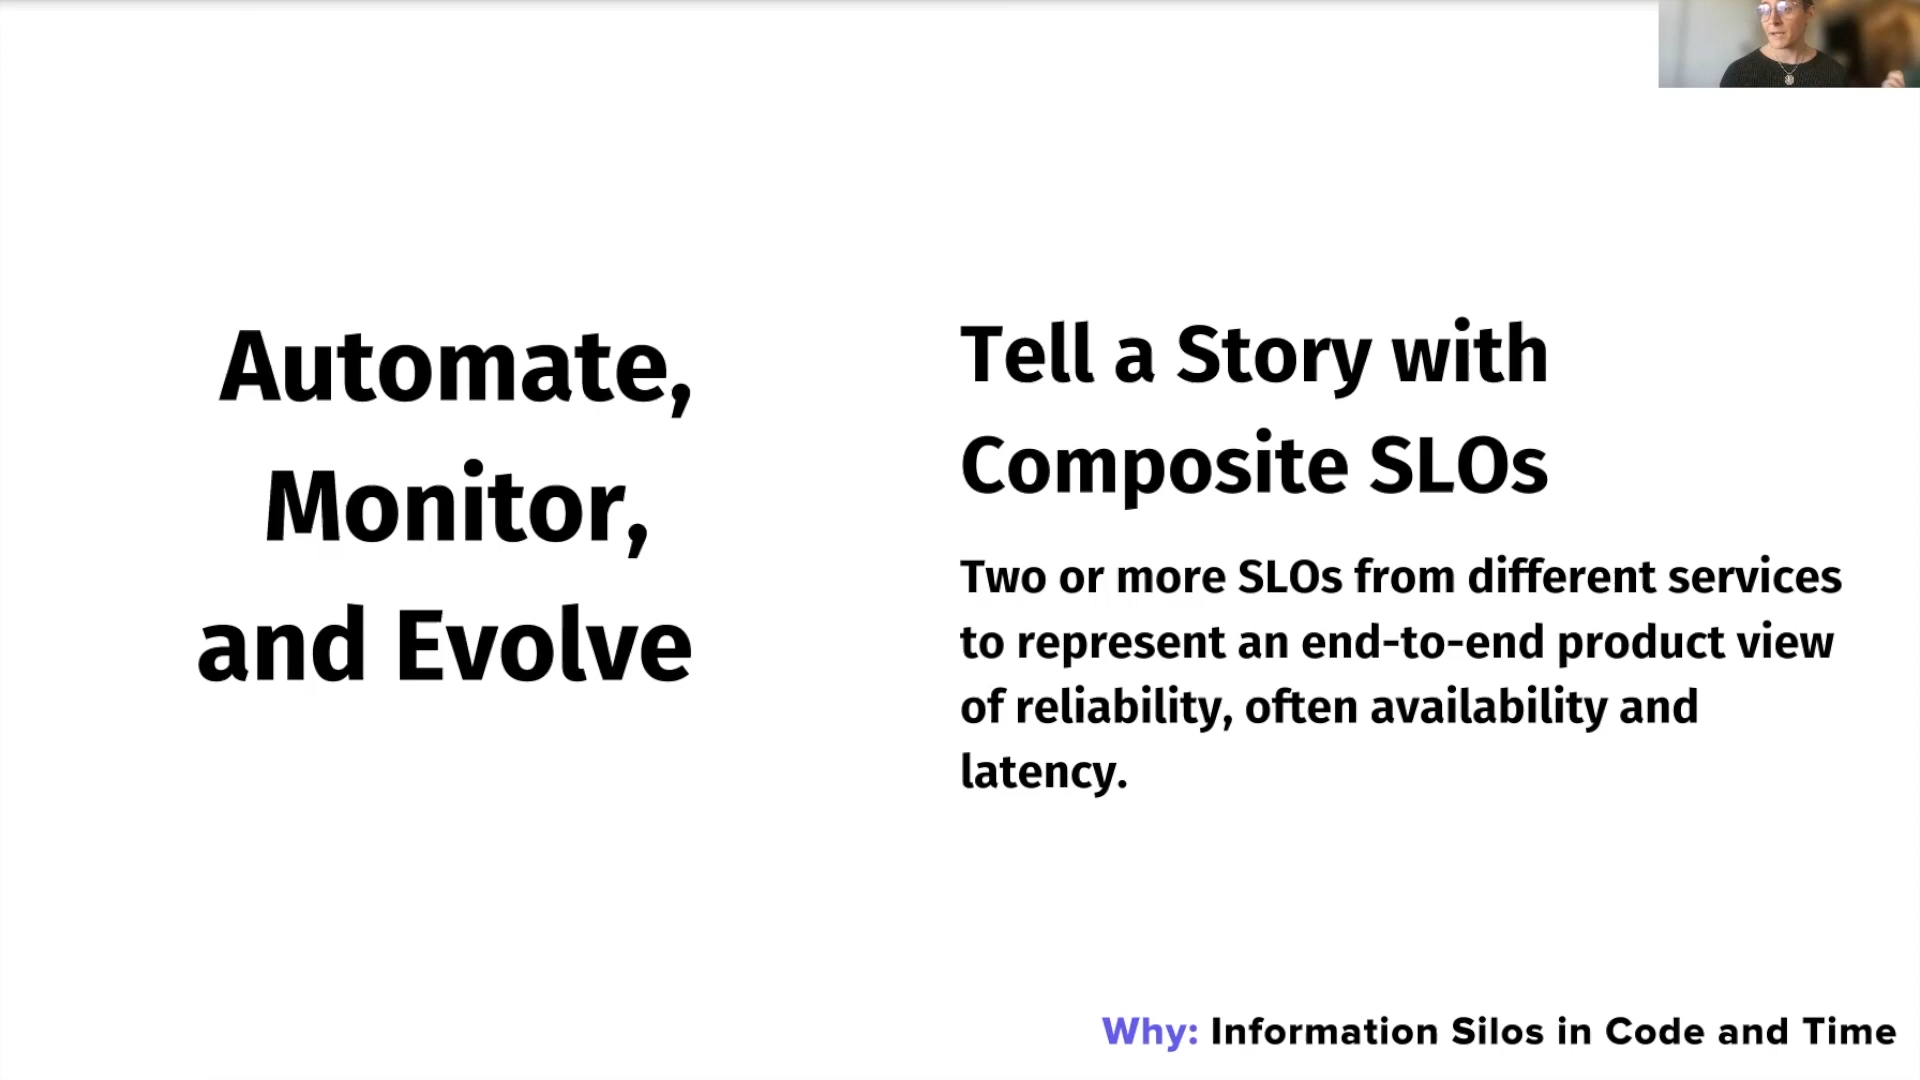 Automate,
Monitor,
and Evolve
Tell a Story with
Composite SLOs
Two or more SLOs from different services
to represent an end-to-end product view
of reliability, often availability and
latency.
Why: Information Silos in Code and Time